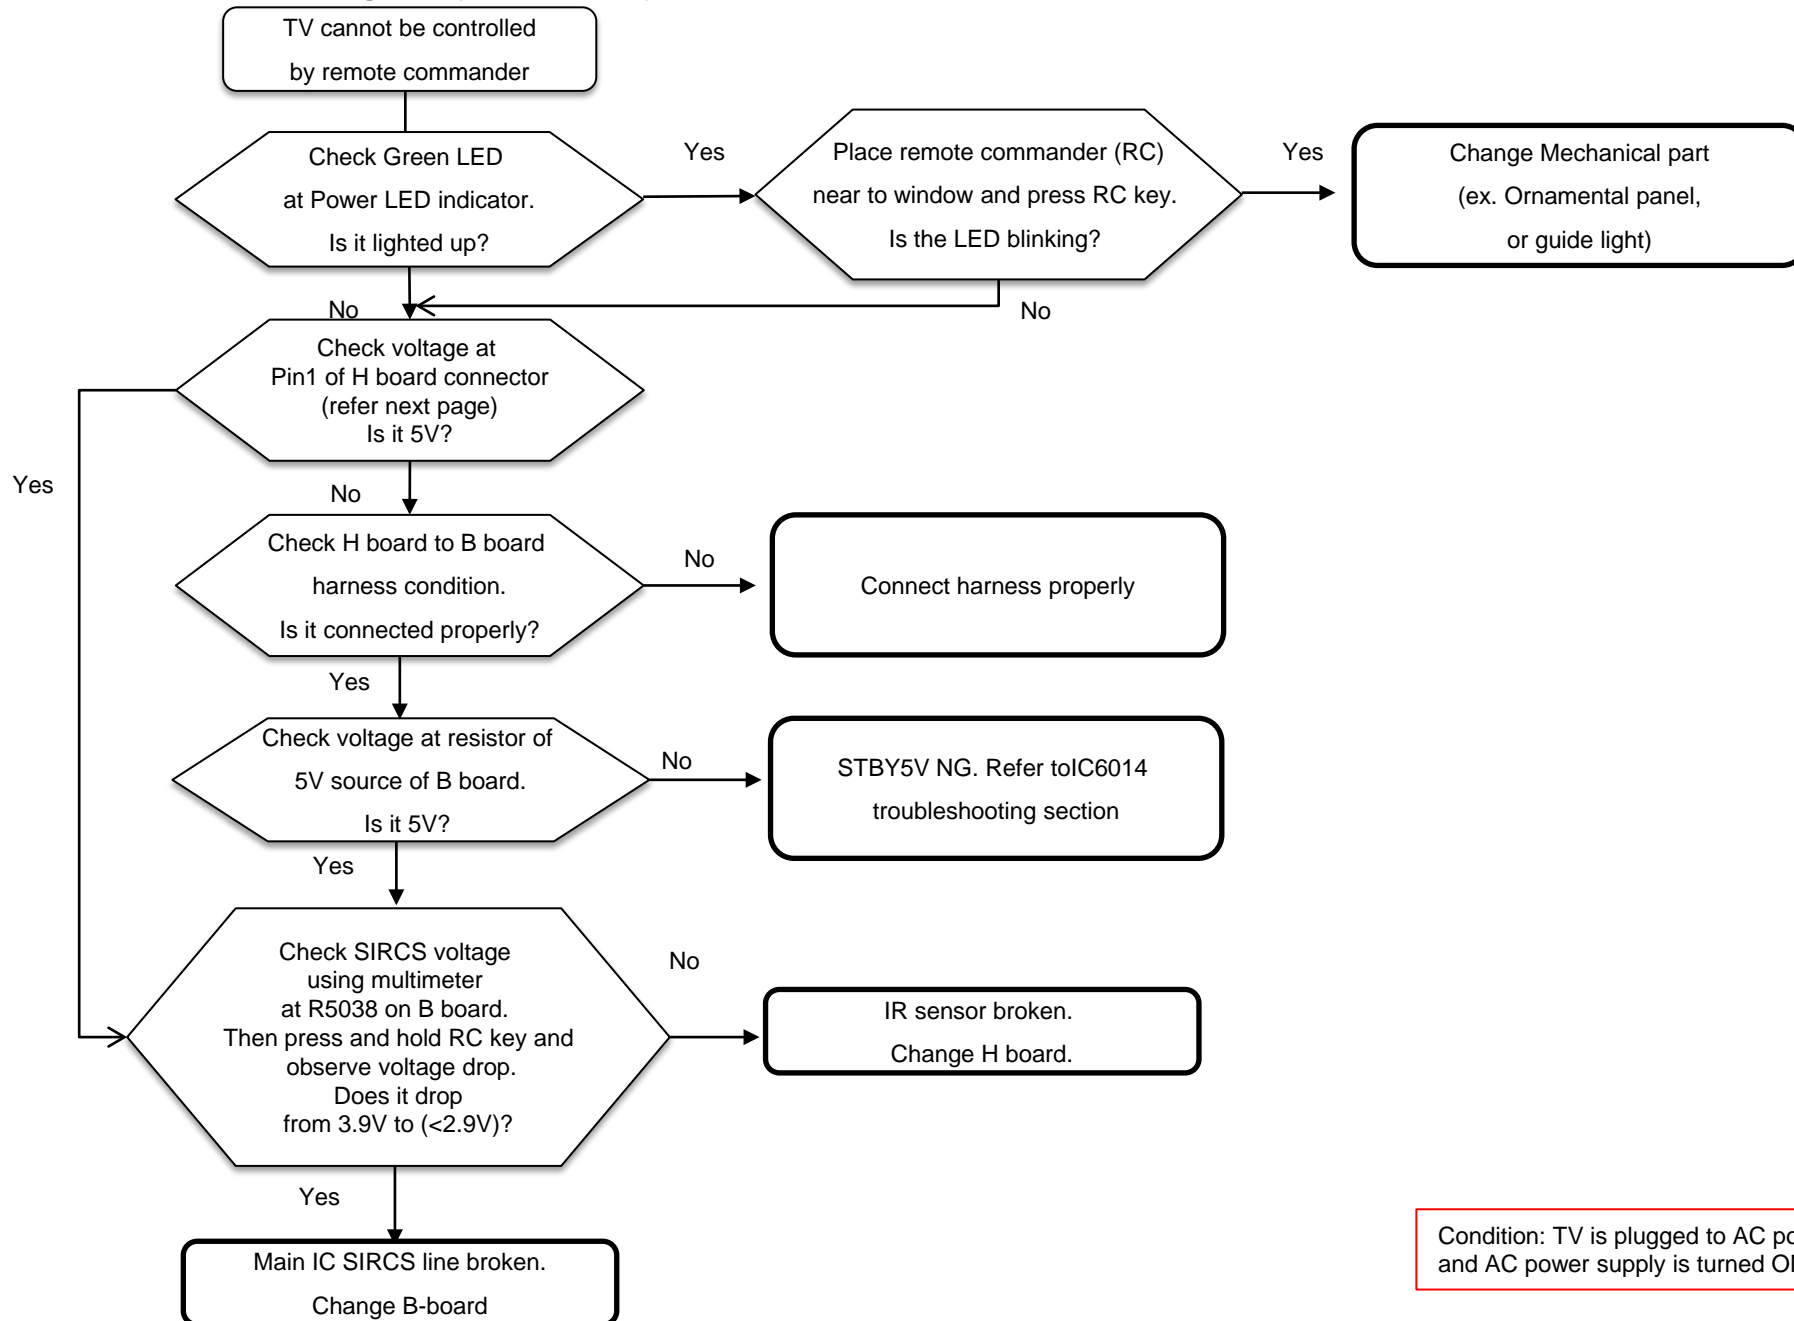 TV cannot be controlled
by remote commander
Check Green LED
at Power LED indicator.
Is it lighted up?
Yes
Place remote commander (RC)
near to window and press RC key.
Is the LED blinking?
Yes
Change Mechanical part
(ex. Ornamental panel,
or guide light)
No
No
Check voltage at
Pin1 of H board connector
(refer next page)
Is it 5V?
Yes
No
Check H board to B board
harness condition.
Is it connected properly?
No
Connect harness properly
Yes
Check voltage at resistor of
5V source of B board.
Is it 5V?
No
STBY5V NG. Refer toIC6014
troubleshooting section
Yes
Check SIRCS voltage
using multimeter
at R5038 on B board.
Then press and hold RC key and
observe voltage drop.
Does it drop
from 3.9V to (<2.9V)?
No
IR sensor broken.
Change H board.
Yes
Main IC SIRCS line broken.
Change B-board
Condition: TV is plugged to AC
and AC power supply is turned